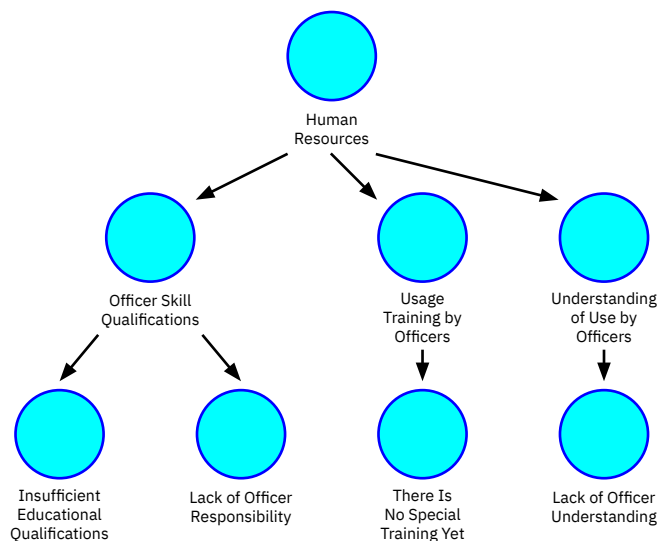 Human
Resources
Officer Skill
Qualifications
Usage
Training by
Officers
Understanding
of Use by
Officers
Insufficient
Educational
Qualifications
Lack of Officer
Responsibility
There Is
No Special
Training Yet
Lack of Officer
Understanding